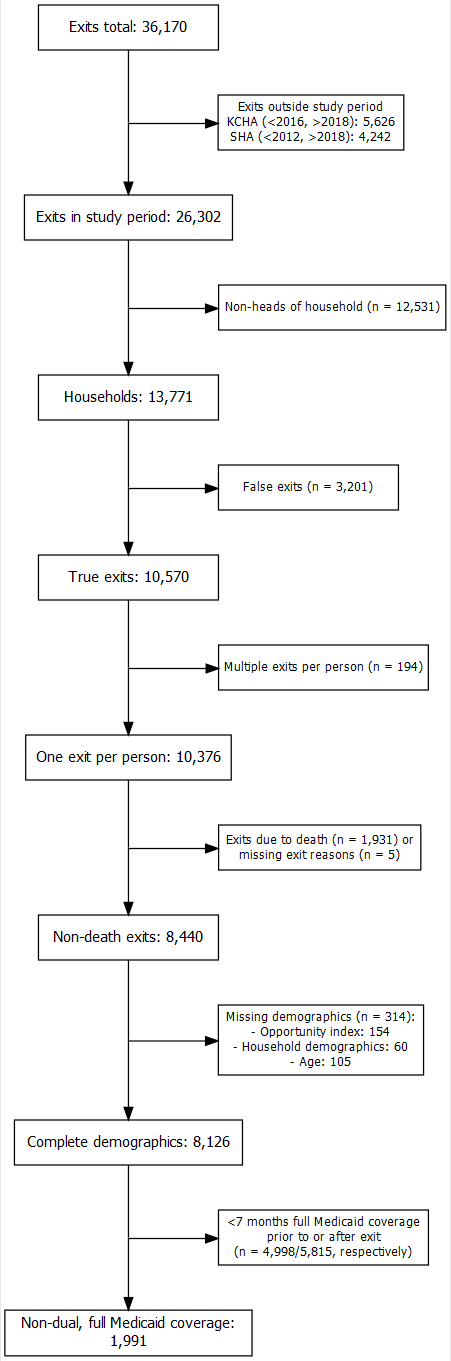 Exits total: 36,170
Exits outside study period
KCHA (<2016, >2018): 5,626
SHA (<2012, >2018): 4,242
Exits in study period: 26,302
Non-heads of household (n = 12,531)
Households: 13,771
False exits (n = 3,201)
True exits: 10,570
Multiple exits per person (n = 194)
One exit per person: 10,376
Exits due to death (n = 1,931) or
missing exit reasons (n = 5)
Non-death exits: 8,440
Missing demographics (n = 314):
- Opportunity index: 154
- Household demographics: 60
- Age: 105
Complete demographics: 8,126
<7 months full Medicaid coverage
prior to or after exit
(n = 4,998/5,815, respectively)
Non-dual, full Medicaid coverage:
1,991